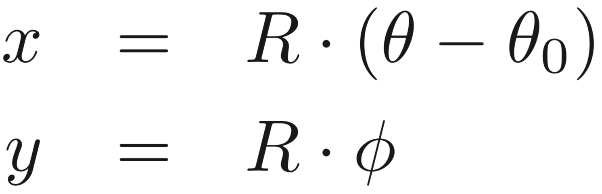 x = R · (θ − θ₀)
y = R · ϕ